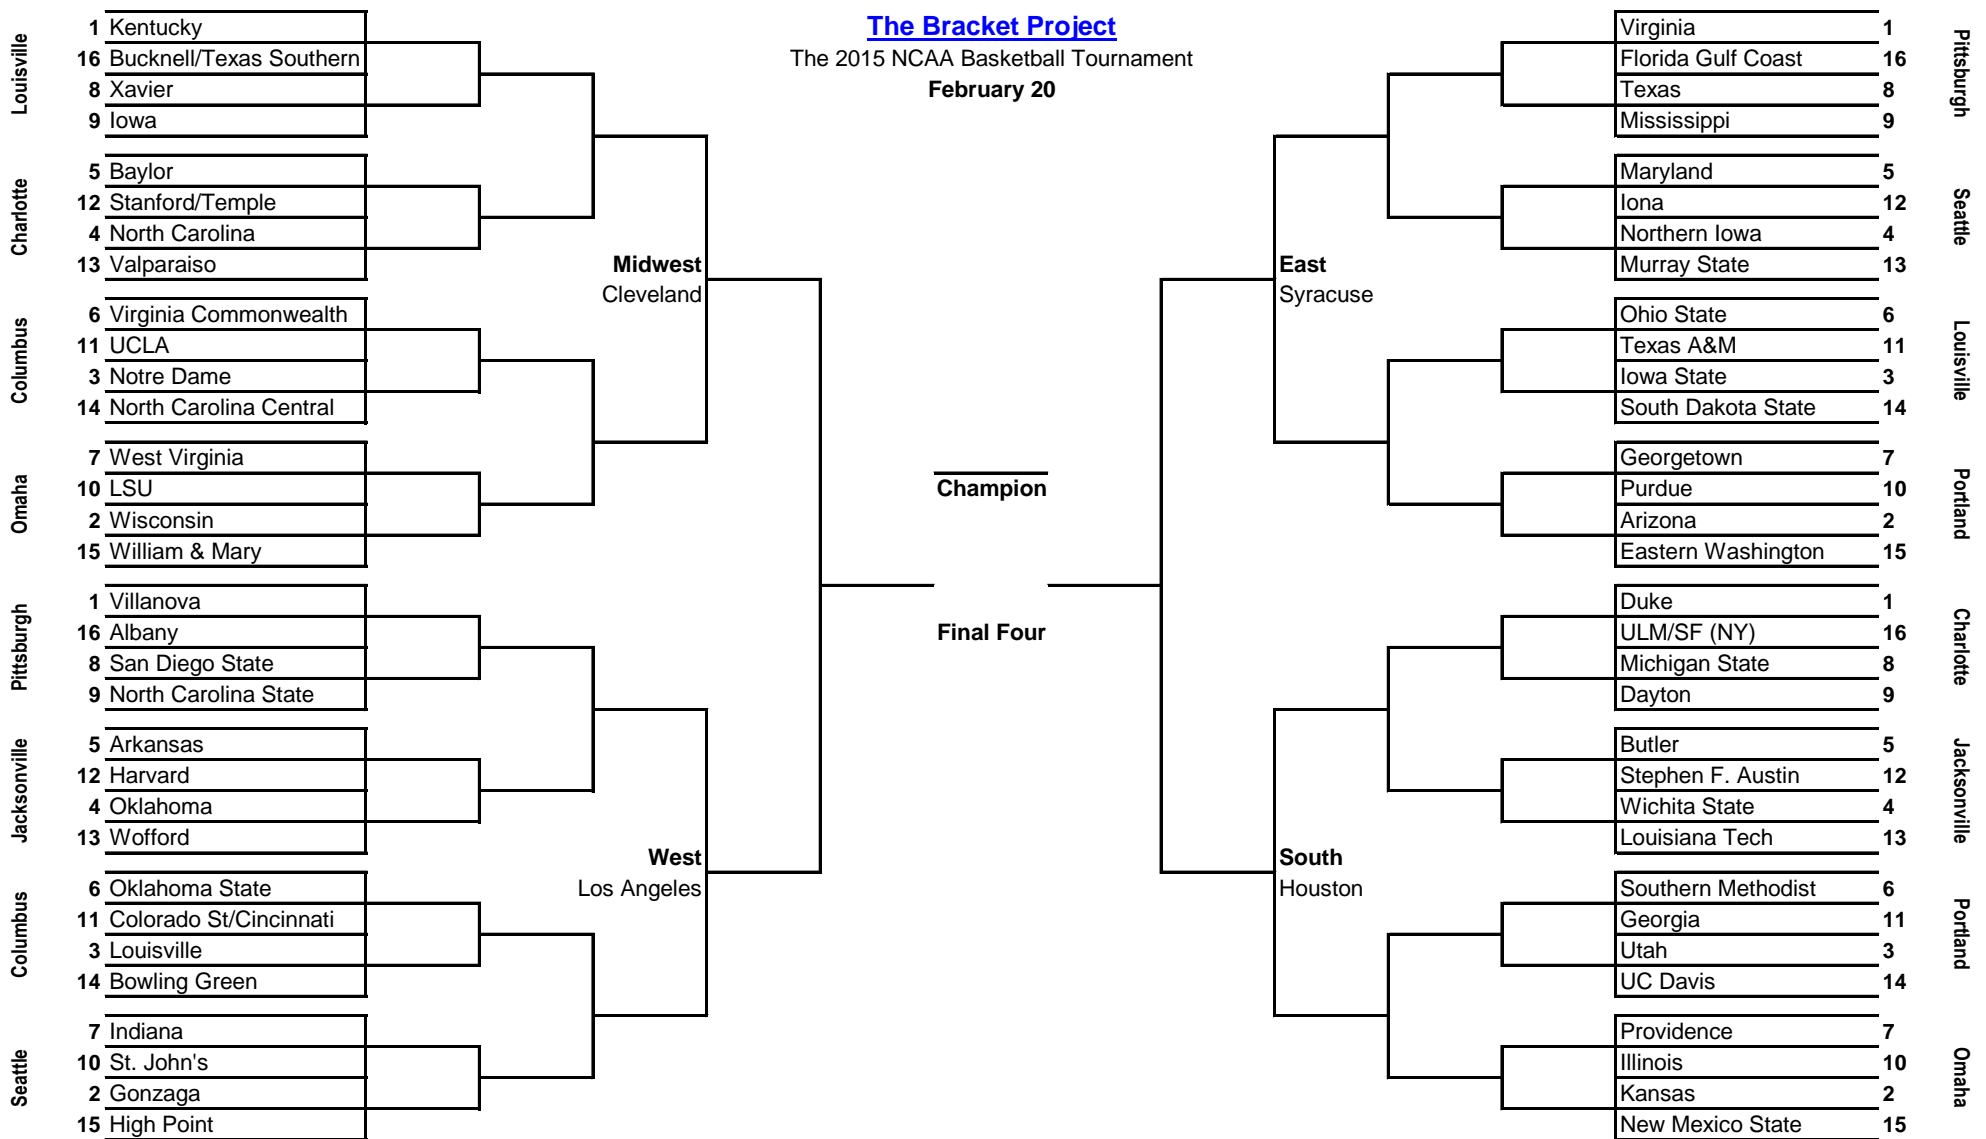 The Bracket Project
The 2015 NCAA Basketball Tournament
February 20
Louisville
1 Kentucky
16 Bucknell/Texas Southern
8 Xavier
9 Iowa
Charlotte
5 Baylor
12 Stanford/Temple
4 North Carolina
13 Valparaiso
Midwest
Cleveland
Columbus
6 Virginia Commonwealth
11 UCLA
3 Notre Dame
14 North Carolina Central
Omaha
7 West Virginia
10 LSU
2 Wisconsin
15 William & Mary
Pittsburgh
1 Villanova
16 Albany
8 San Diego State
9 North Carolina State
Jacksonville
5 Arkansas
12 Harvard
4 Oklahoma
13 Wofford
West
Los Angeles
Columbus
6 Oklahoma State
11 Colorado St/Cincinnati
3 Louisville
14 Bowling Green
Seattle
7 Indiana
10 St. John's
2 Gonzaga
15 High Point
Champion
Final Four
Virginia 1
Florida Gulf Coast 16
Texas 8
Mississippi 9
Pittsburgh
Maryland 5
Iona 12
Northern Iowa 4
Murray State 13
Seattle
East
Syracuse
Ohio State 6
Texas A&M 11
Iowa State 3
South Dakota State 14
Louisville
Georgetown 7
Purdue 10
Arizona 2
Eastern Washington 15
Portland
Duke 1
ULM/SF (NY) 16
Michigan State 8
Dayton 9
Charlotte
Butler 5
Stephen F. Austin 12
Wichita State 4
Louisiana Tech 13
Jacksonville
South
Houston
Southern Methodist 6
Georgia 11
Utah 3
UC Davis 14
Portland
Providence 7
Illinois 10
Kansas 2
New Mexico State 15
Omaha